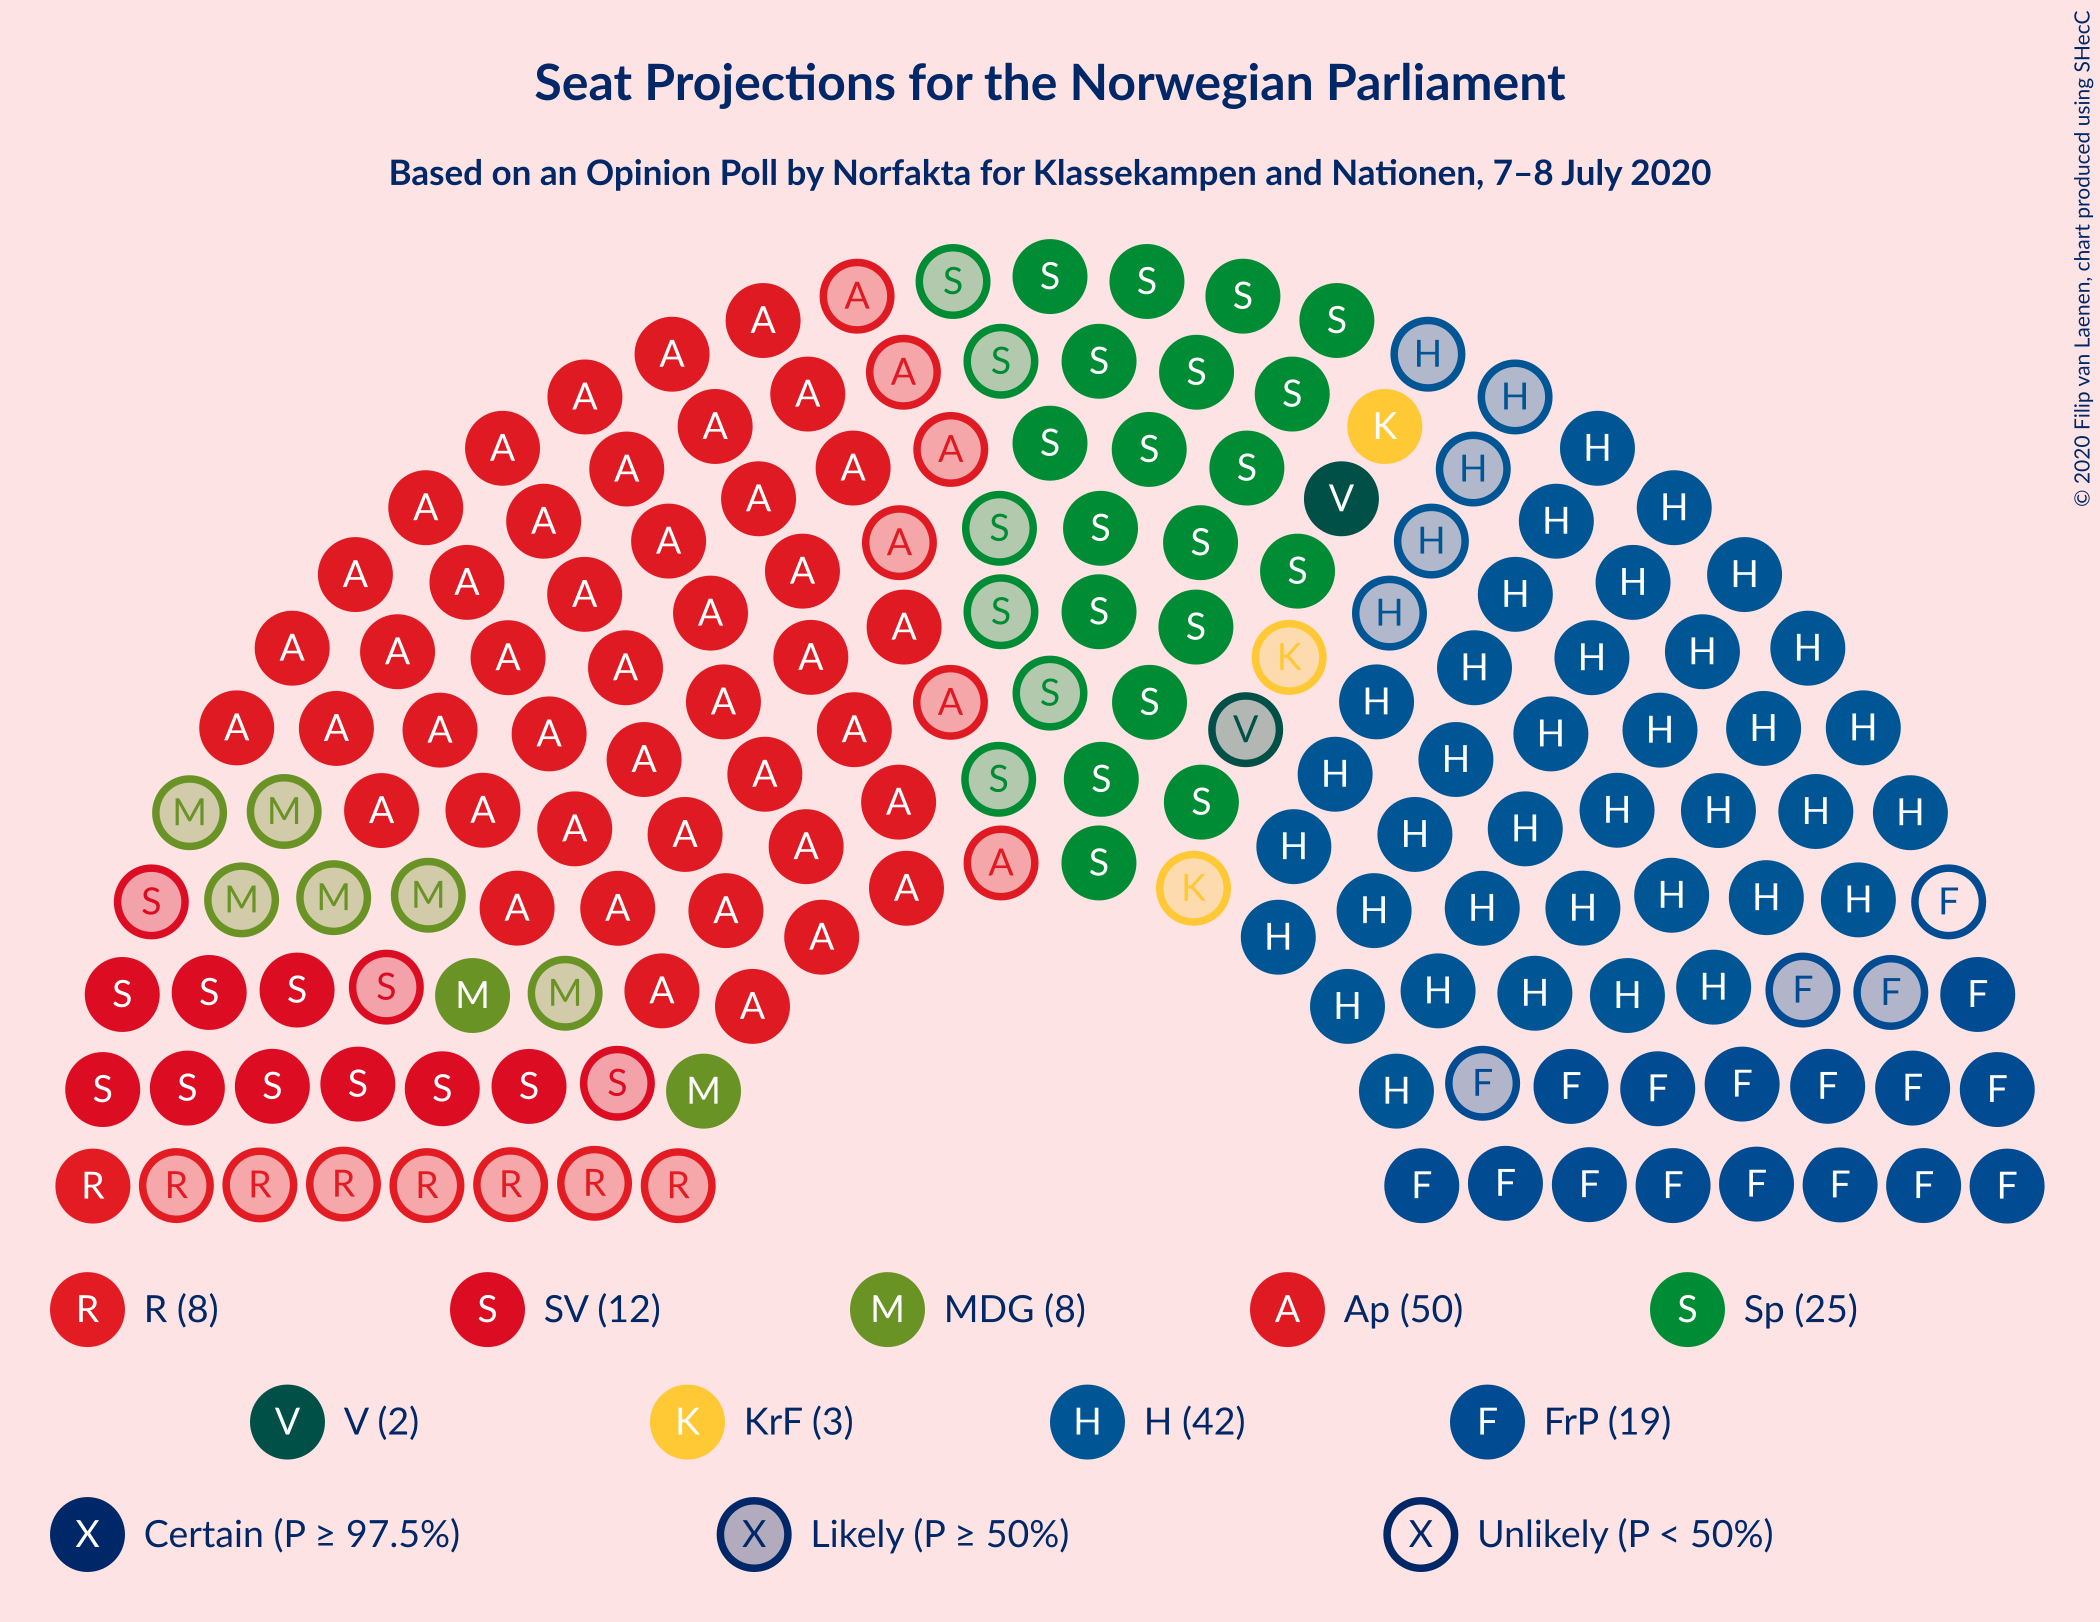 Seat Projections for the Norwegian Parliament
Based on an Opinion Poll by Norfakta for Klassekampen and Nationen, 7–8 July 2020
© 2020 Filip van Laenen, chart produced using SHecC
A S S S S
A A S S S S H
A A A A S S S K H H
A A A A S S S V H H
A A A A A S S S S H H H
A A A A A S S S K H H H H
A A A A A A A S S V H H H H H
A A A A A A A A S S S H H H H H H
M M A A A A A A A S K H H H H H H H
S M M M A A A A H H H H H H H F
S S S S M M A A H H H H H F F F
S S S S S S S M H F F F F F F F
R R R R R R R R F F F F F F F F
R R (8) S SV (12) M MDG (8) A Ap (50) S Sp (25)
V V (2) K KrF (3) H H (42) F FrP (19)
X Certain (P ≥ 97.5%) X Likely (P ≥ 50%) X Unlikely (P < 50%)